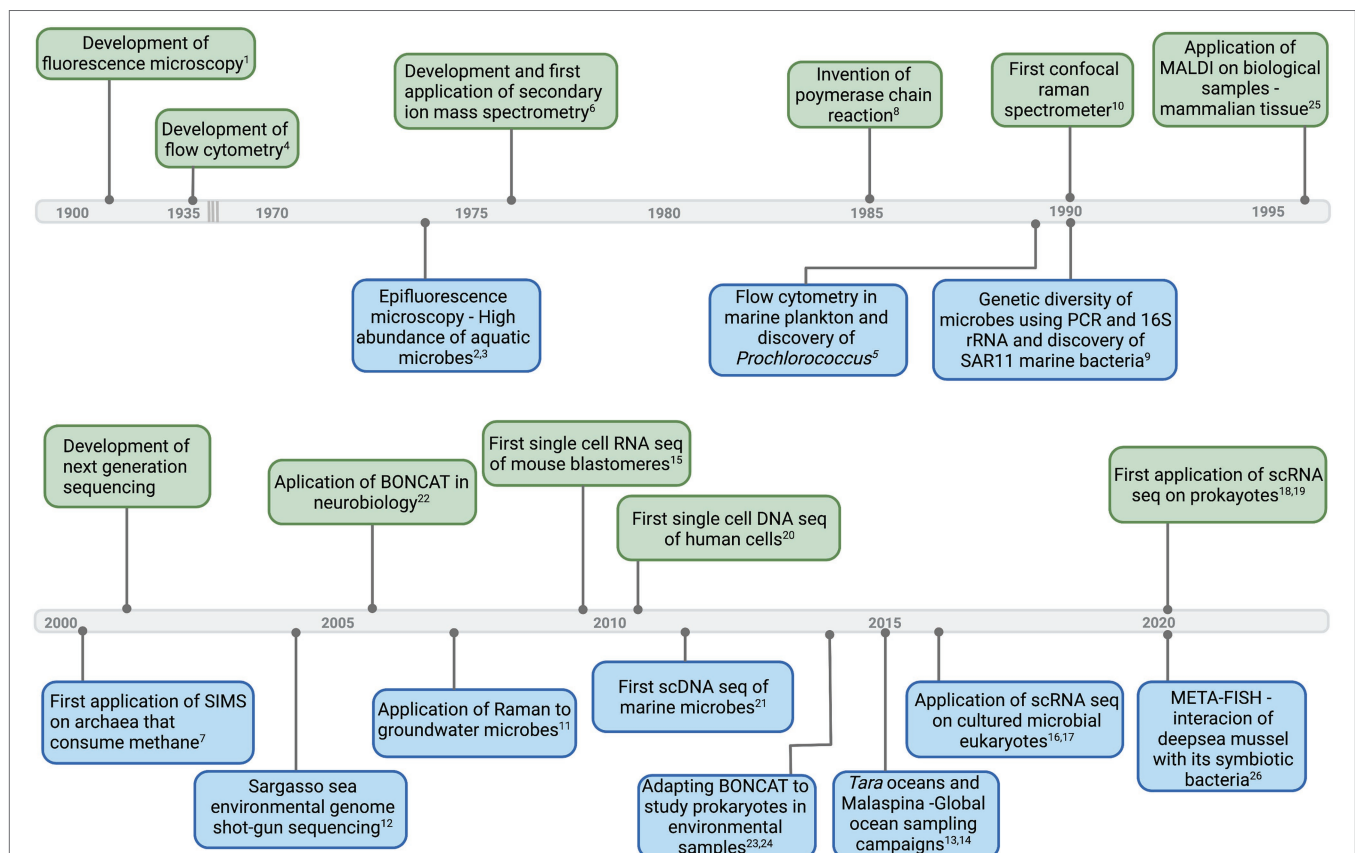 Development of
fluorescence microscopy1
Development of
flow cytometry4
Development and first
application of secondary
ion mass spectrometry6
Invention of
poymerase chain
reaction8
First confocal
raman
spectrometer10
Application of
MALDI on biological
samples -
mammalian tissue25
1900 1935 1970 1975 1980 1985 1990 1995
Epifluorescence
microscopy - High
abundance of aquatic
microbes2,3
Flow cytometry in
marine plankton and
discovery of
Prochlorococcus5
Genetic diversity of
microbes using PCR and 16S
rRNA and discovery of
SAR11 marine bacteria9
Development of
next generation
sequencing
Aplication of BONCAT in
neurobiology22
First single cell RNA seq
of mouse blastomeres15
First single cell DNA seq
of human cells20
First application of scRNA
seq on prokayotes18,19
2000 2005 2010 2015 2020
First application of SIMS
on archaea that
consume methane7
Sargasso sea
environmental genome
shot-gun sequencing12
Application of Raman to
groundwater microbes11
First scDNA seq of
marine microbes21
Adapting BONCAT to
study prokaryotes in
environmental
samples23,24
Tara oceans and
Malaspina -Global
ocean sampling
campaigns13,14
Application of scRNA seq
on cultured microbial
eukaryotes16,17
META-FISH -
interacion of
deepsea mussel
with its symbiotic
bacteria26